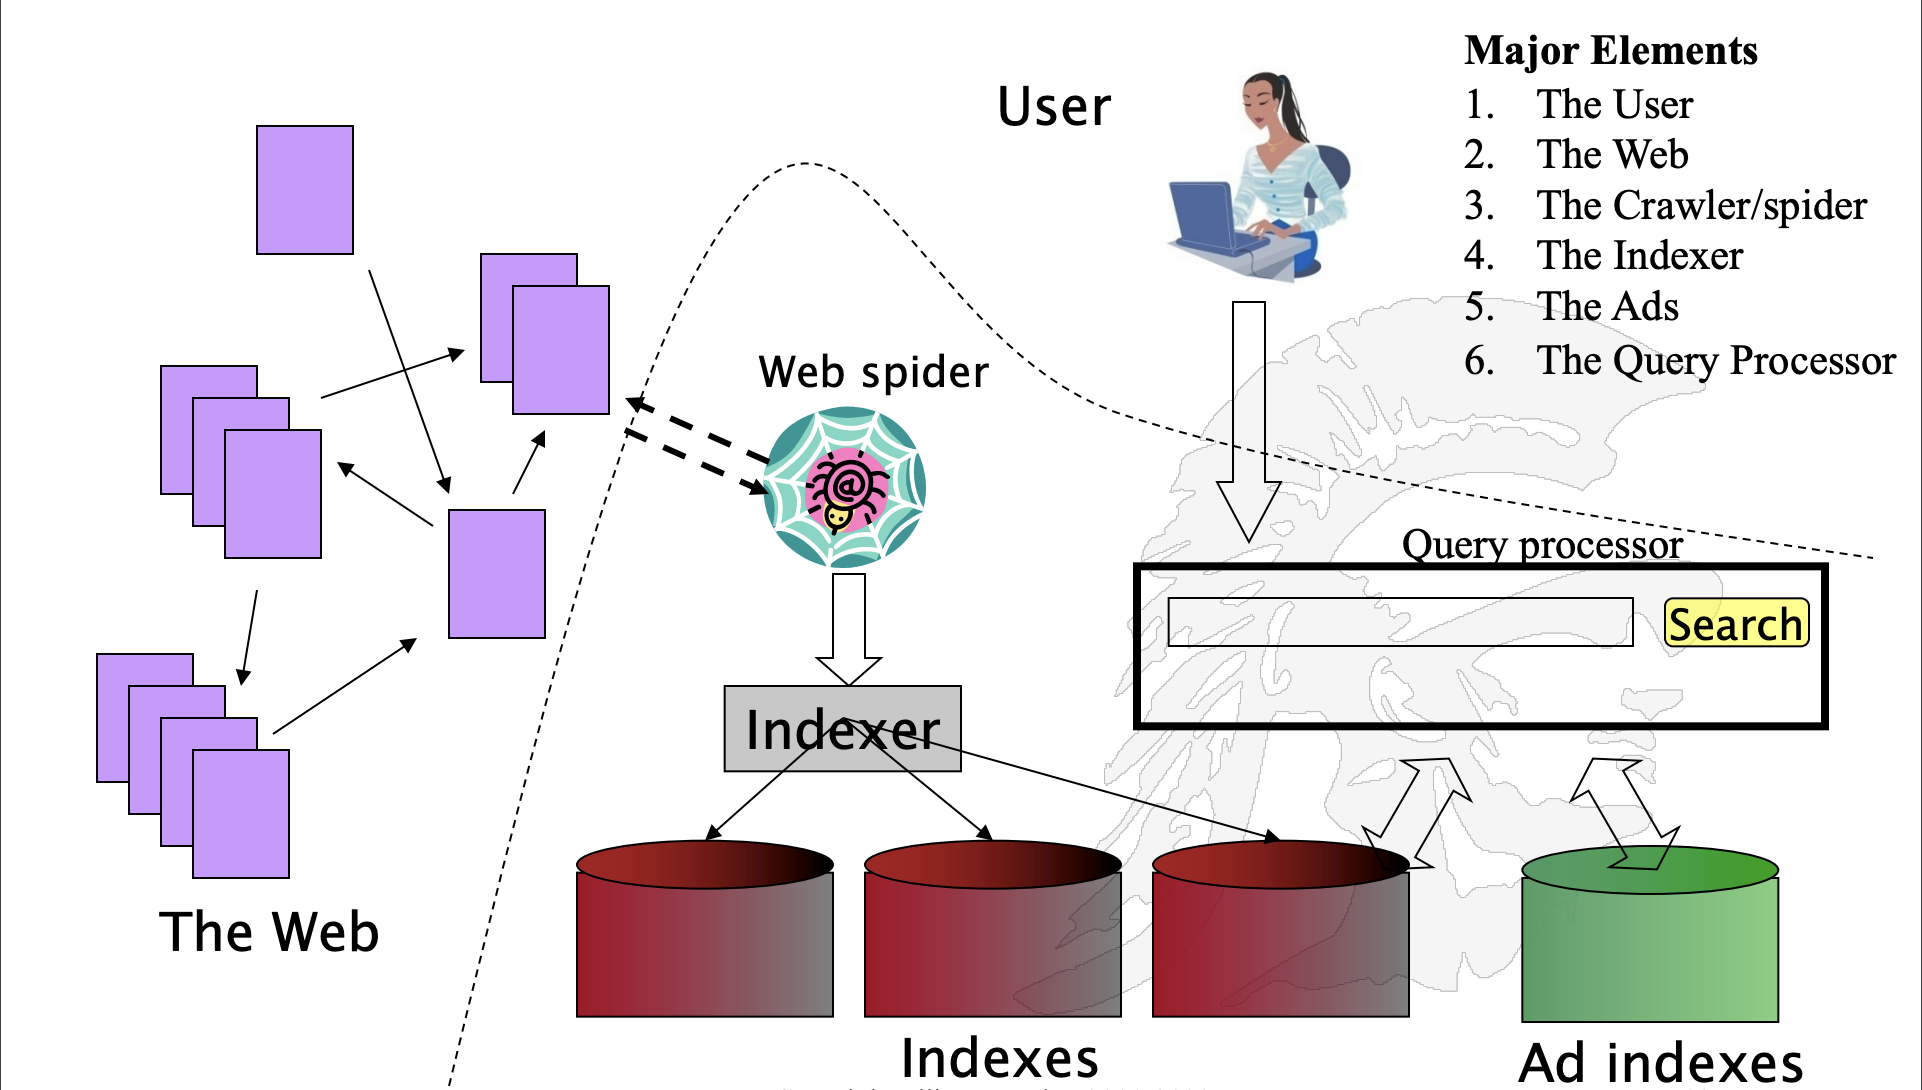 Major Elements
1. The User
2. The Web
3. The Crawler/spider
4. The Indexer
5. The Ads
6. The Query Processor
User
Web spider
@
Query processor
Search
Indexer
The Web
Indexes
Ad indexes